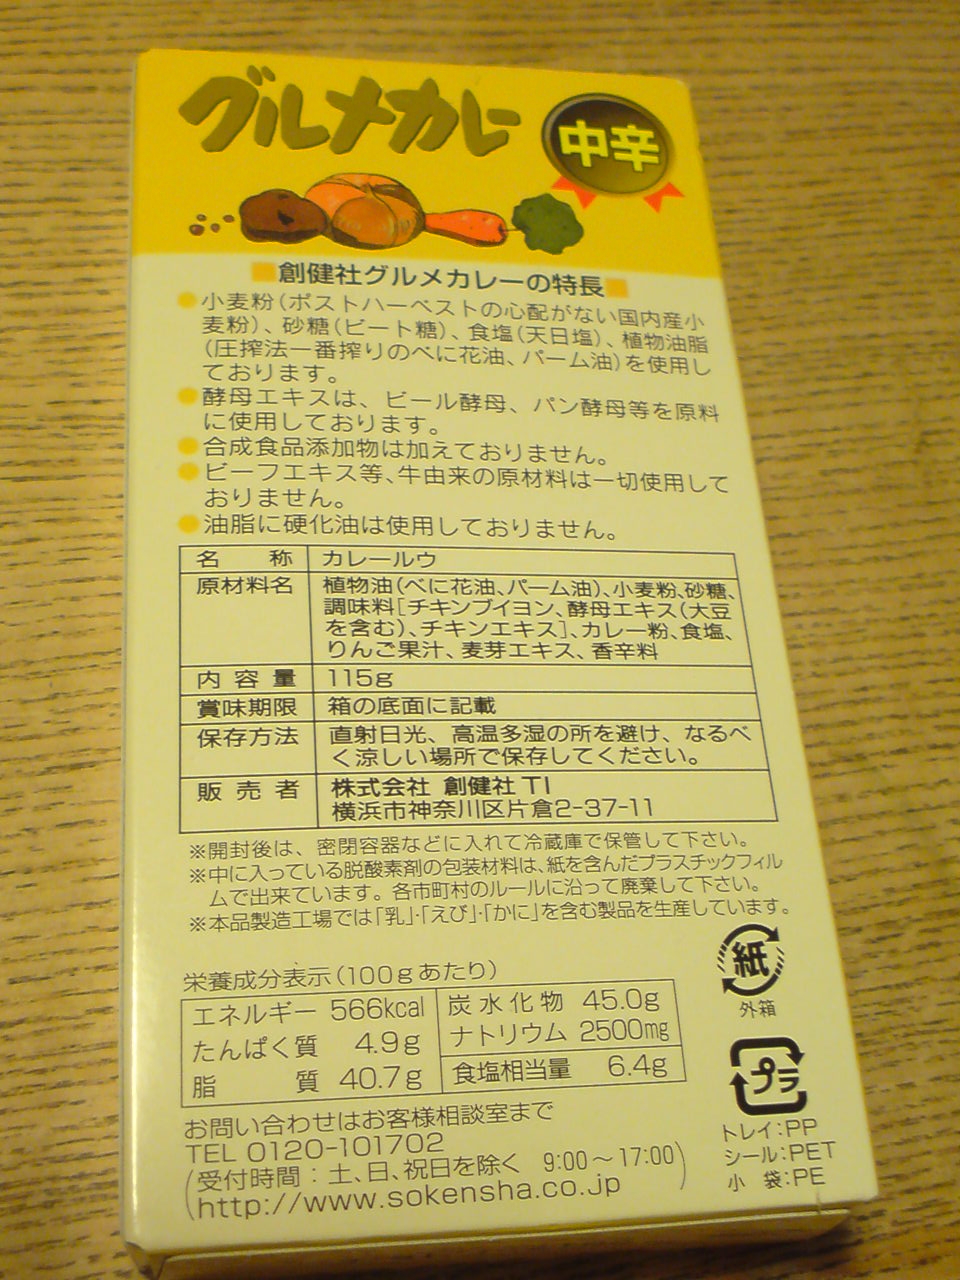 グルメカレー
中辛
創健社グルメカレーの特長
小麦粉(ポストハーベストの心配がない国内産小
麦粉)、砂糖(ビート糖)、食塩(天日塩)、植物油脂
(圧搾法一番搾りのべに花油、パーム油)を使用し
ております。
酵母エキスは、ビール酵母、パン酵母等を原料
に使用しております。
合成食品添加物は加えておりません。
ビーフエキス等、牛由来の原材料は一切使用して
おりません。
油脂に硬化油は使用しておりません。
名称 カレールウ
原材料名 植物油(べに花油、パーム油)、小麦粉、砂糖、
調味料[チキンブイヨン、酵母エキス(大豆
を含む)、チキンエキス]、カレー粉、食塩、
りんご果汁、麦芽エキス、香辛料
内容量 115g
賞味期限 箱の底面に記載
保存方法 直射日光、高温多湿の所を避け、なるべ
く涼しい場所で保存してください。
販売者 株式会社 創健社TI
横浜市神奈川区片倉2-37-11
※開封後は、密閉容器などに入れて冷蔵庫で保管して下さい。
※中に入っている脱酸素剤の包装材料は、紙を含んだプラスチックフィル
ムで出来ています。各市町村のルールに沿って廃棄して下さい。
※本品製造工場では「乳」・「えび」・「かに」を含む製品を生産しています。
紙
外箱
栄養成分表示(100gあたり)
エネルギー 566kcal 炭水化物 45.0g
たんぱく質 4.9g ナトリウム 2500mg
脂質 40.7g 食塩相当量 6.4g
プラ
トレイ:PP
シール:PET
小袋:PE
お問い合わせはお客様相談室まで
TEL 0120-101702
(受付時間:土、日、祝日を除く 9:00～17:00)
http://www.sokensha.co.jp